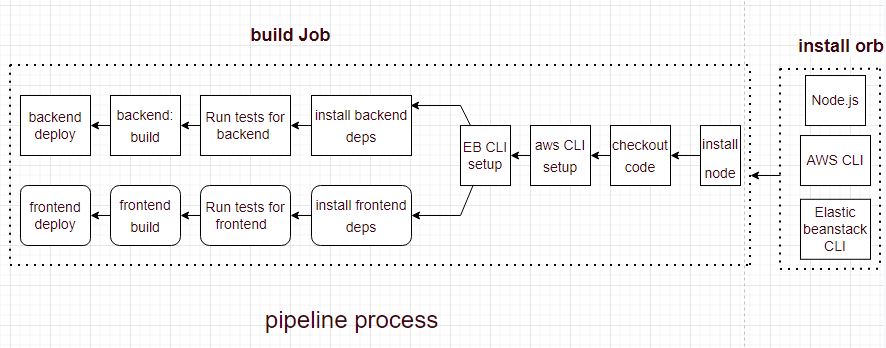 build Job
install orb
backend
deploy
backend:
build
Run tests for
backend
install backend
deps
EB CLI
setup
aws CLI
setup
checkout
code
install
node
Node.js
AWS CLI
Elastic
beanstack
CLI
frontend
deploy
frontend
build
Run tests for
frontend
install frontend
deps
pipeline process